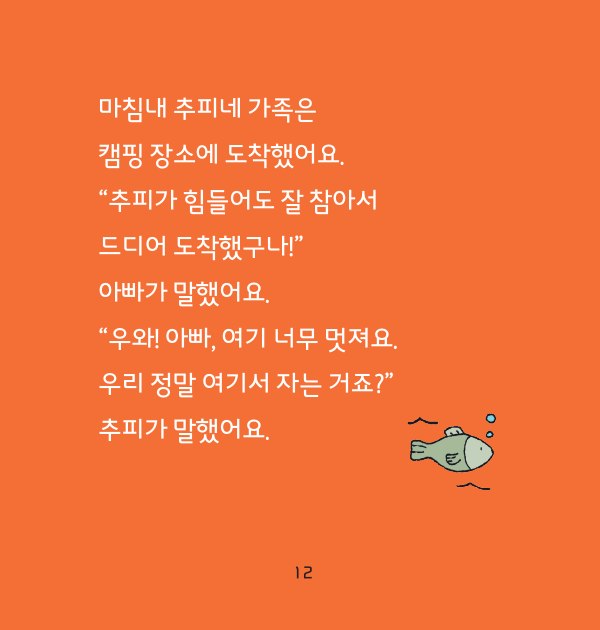 마침내 추피네 가족은
캠핑 장소에 도착했어요.
“추피가 힘들어도 잘 참아서
드디어 도착했구나!”
아빠가 말했어요.
“우와! 아빠, 여기 너무 멋져요.
우리 정말 여기서 자는 거죠?”
추피가 말했어요.
12